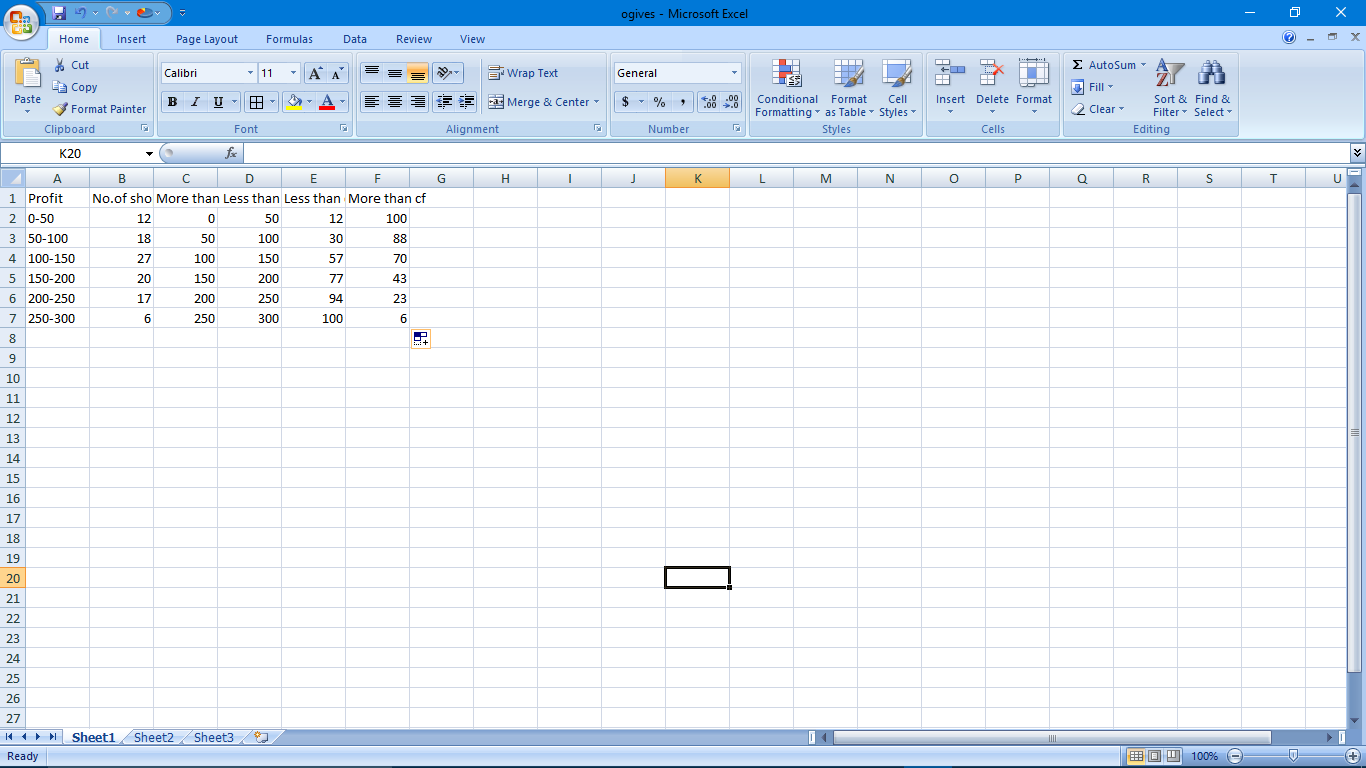 ogives - Microsoft Excel
Home Insert Page Layout Formulas Data Review View
Paste Cut Copy Format Painter
Clipboard
Calibri 11 A A
B I U A
Font
Wrap Text
Merge & Center
Alignment
General
$ % , .00 .0
Number
Conditional Formatting Format as Table Cell Styles
Styles
Insert Delete Format
Cells
Σ AutoSum Fill Clear Sort & Filter Find & Select
Editing
K20 fx
A B C D E F G H I J K L M N O P Q R S T U
1 Profit No.of sho More than Less than Less than More than cf
2 0-50 12 0 50 12 100
3 50-100 18 50 100 30 88
4 100-150 27 100 150 57 70
5 150-200 20 150 200 77 43
6 200-250 17 200 250 94 23
7 250-300 6 250 300 100 6
8
9
10
11
12
13
14
15
16
17
18
19
20
21
22
23
24
25
26
27
Sheet1 Sheet2 Sheet3
Ready 100%